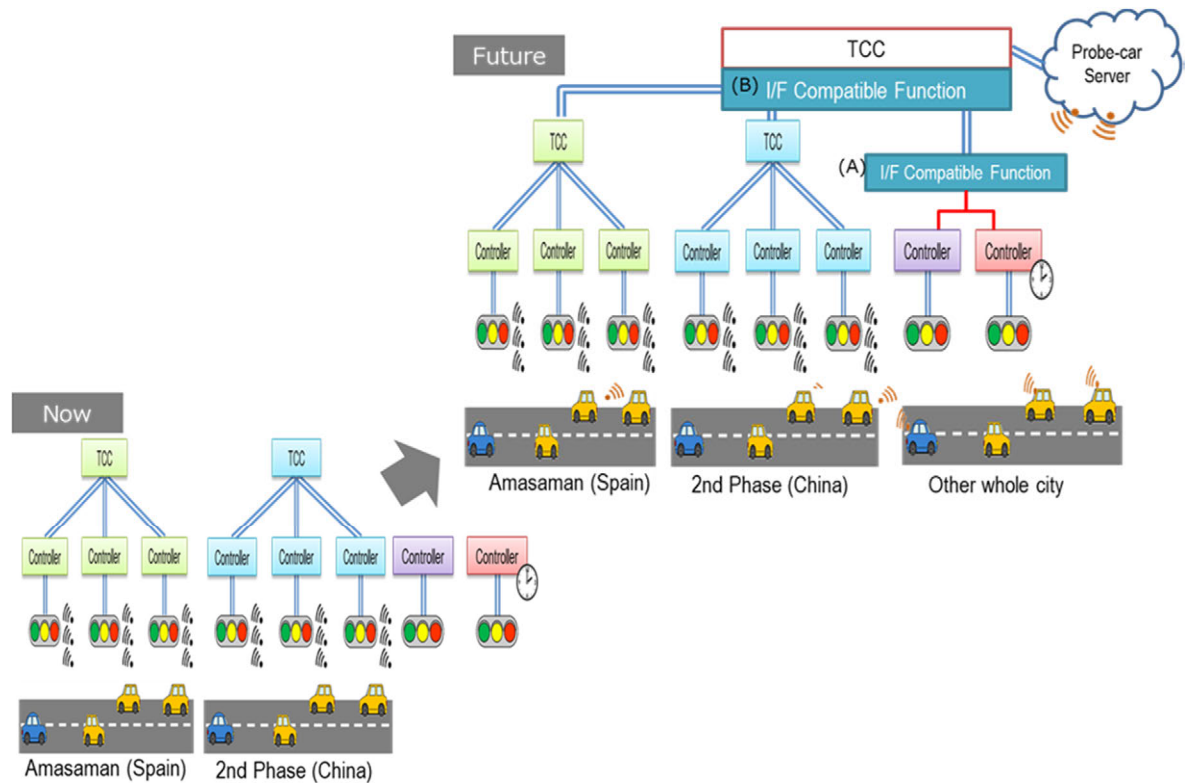 Future
TCC
(B) I/F Compatible Function
Probe-car
Server
TCC
TCC
(A) I/F Compatible Function
Controller
Controller
Controller
Controller
Controller
Controller
Controller
Controller
Amasaman (Spain)
2nd Phase (China)
Other whole city
Now
TCC
TCC
Controller
Controller
Controller
Controller
Controller
Controller
Controller
Controller
Amasaman (Spain)
2nd Phase (China)